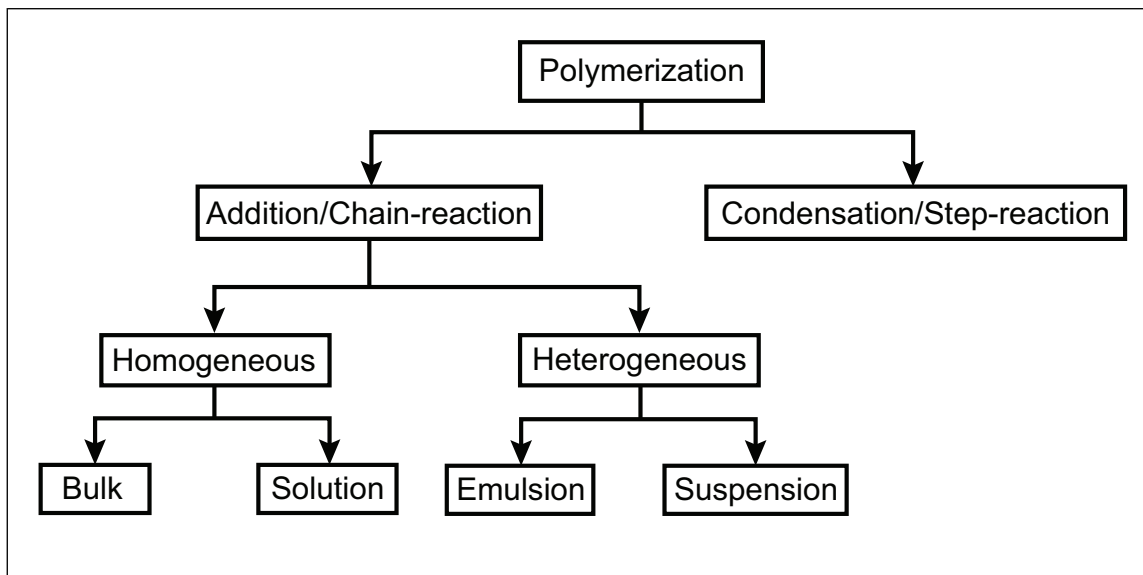 Polymerization
Addition/Chain-reaction
Condensation/Step-reaction
Homogeneous
Heterogeneous
Bulk
Solution
Emulsion
Suspension